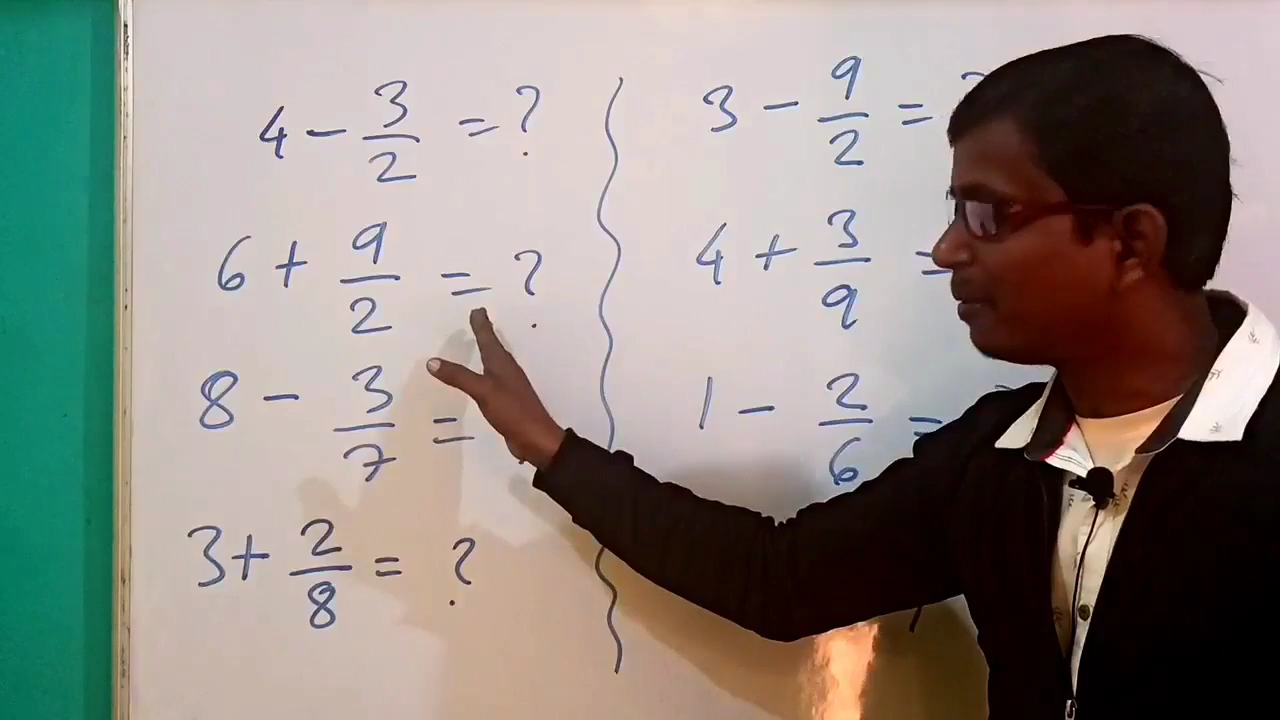 4 - 3/2 = ?
6 + 9/2 = ?
8 - 3/7 =
3 + 2/8 = ?
3 - 9/2 = ?
4 + 3/9 =
1 - 2/6 =